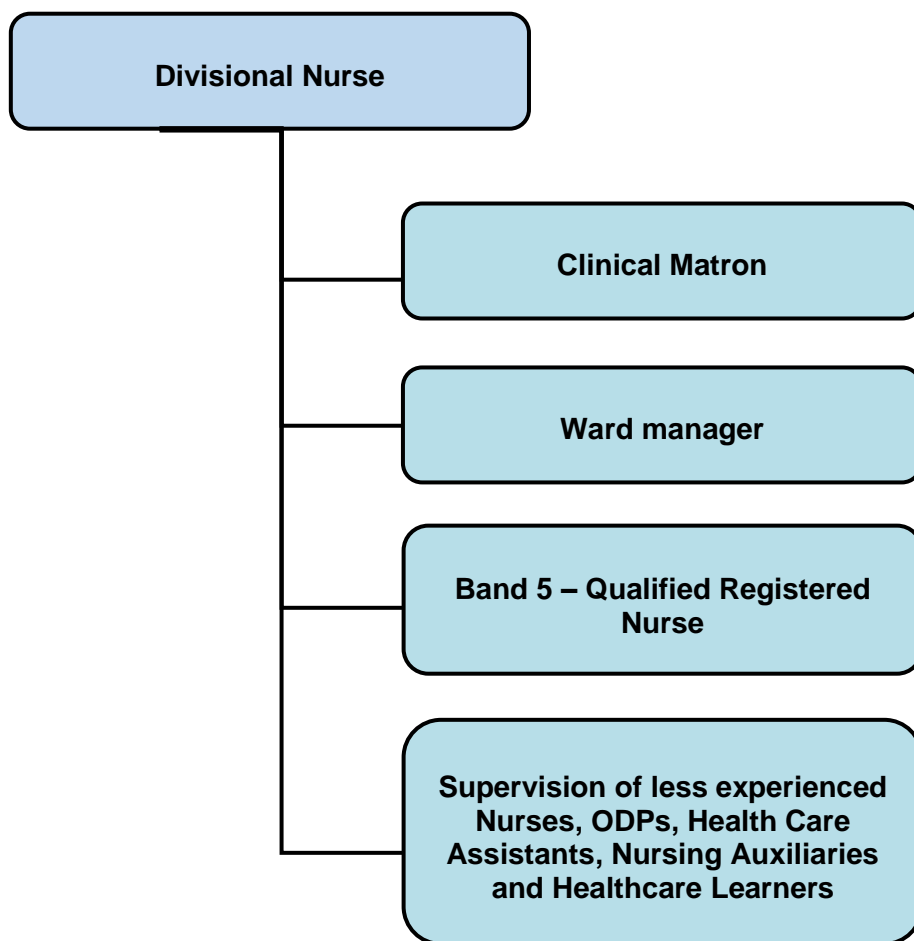 Divisional Nurse
Clinical Matron
Ward manager
Band 5 – Qualified Registered
Nurse
Supervision of less experienced
Nurses, ODPs, Health Care
Assistants, Nursing Auxiliaries
and Healthcare Learners